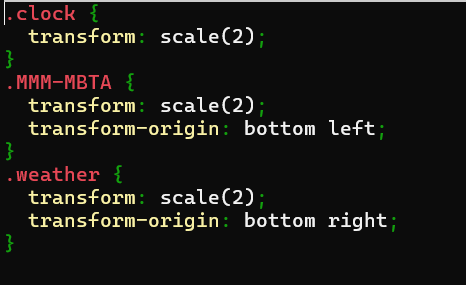 .clock {
  transform: scale(2);
}
.MMM-MBTA {
  transform: scale(2);
  transform-origin: bottom left;
}
.weather {
  transform: scale(2);
  transform-origin: bottom right;
}